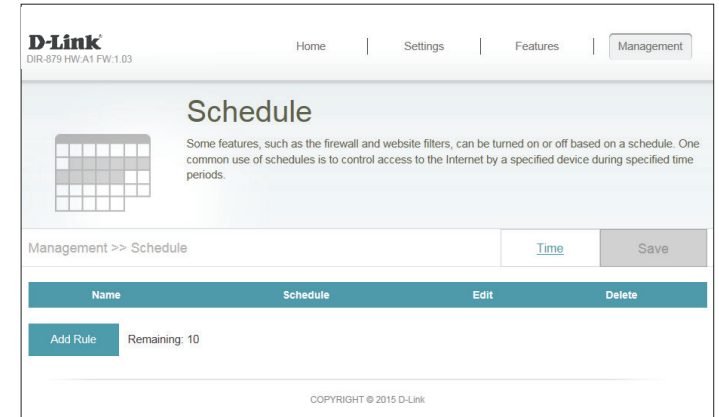 D-Link
DIR-879 HW:A1 FW:1.03
Home
Settings
Features
Management
Schedule
Some features, such as the firewall and website filters, can be turned on or off based on a schedule. One
common use of schedules is to control access to the Internet by a specified device during specified time
periods.
Management >> Schedule
Time
Save
Name
Schedule
Edit
Delete
Add Rule
Remaining: 10
COPYRIGHT © 2015 D-Link